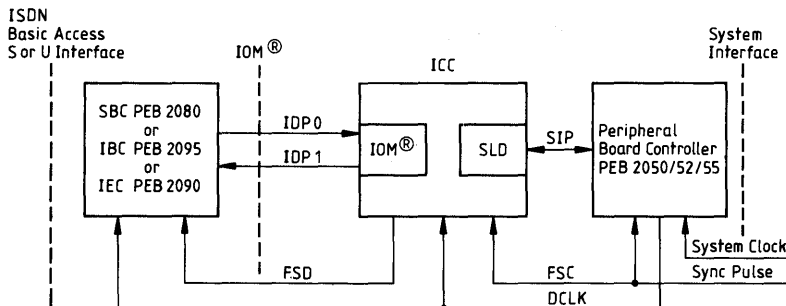 ISDN
Basic Access
S or U Interface
IOM®
ICC
System
Interface
SBC PEB 2080
or
IBC PEB 2095
or
IEC PEB 2090
IDP 0
IDP 1
IOM®
SLD
SIP
Peripheral
Board Controller
PEB 2050/52/55
System Clock
FSD
FSC
Sync Pulse
DCLK